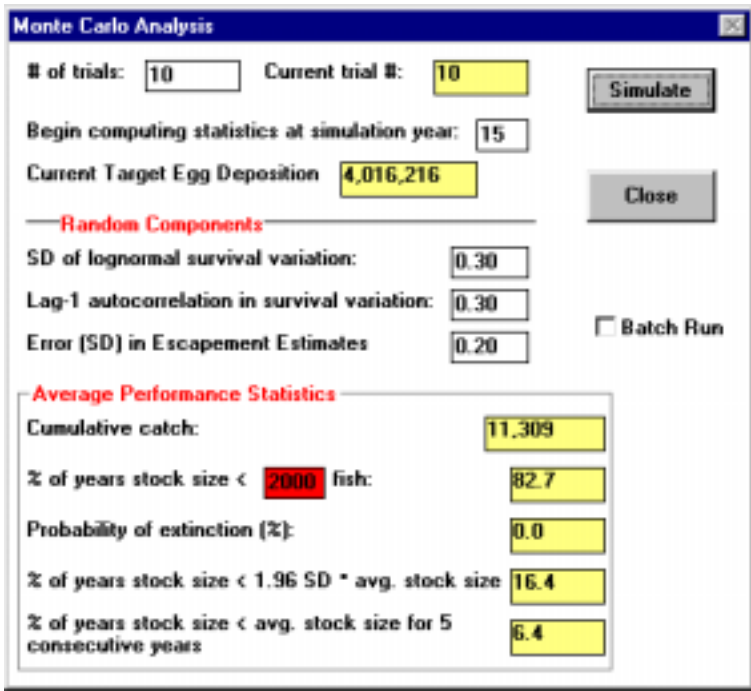 Monte Carlo Analysis
# of trials: 10 Current trial #: 10
Simulate
Begin computing statistics at simulation year: 15
Current Target Egg Deposition 4,016,216
Close
Random Components
SD of lognormal survival variation: 0.30
Lag-1 autocorrelation in survival variation: 0.30
Batch Run
Error (SD) in Escapement Estimates 0.20
Average Performance Statistics
Cumulative catch: 11,309
% of years stock size < 2000 fish: 82.7
Probability of extinction (%): 0.0
% of years stock size < 1.96 SD * avg. stock size 16.4
% of years stock size < avg. stock size for 5
consecutive years 6.4